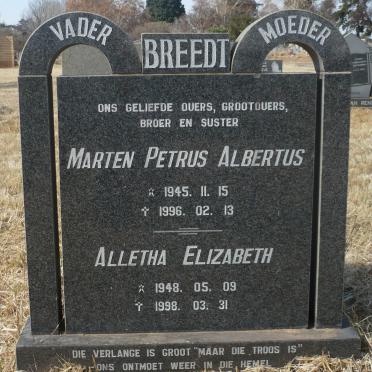 VADER
BREEDT
MOEDER
ONS GELIEFDE OUERS, GROOTOUERS,
BROER EN SUSTER
MARTEN PETRUS ALBERTUS
1945. 11. 15
† 1996. 02. 13
ALLETHA ELIZABETH
1948. 05. 09
† 1998. 03. 31
DIE VERLANGE IS GROOT "MAAR DIE TROOS IS"
ONS ONTMOET WEER IN DIE HEMEL